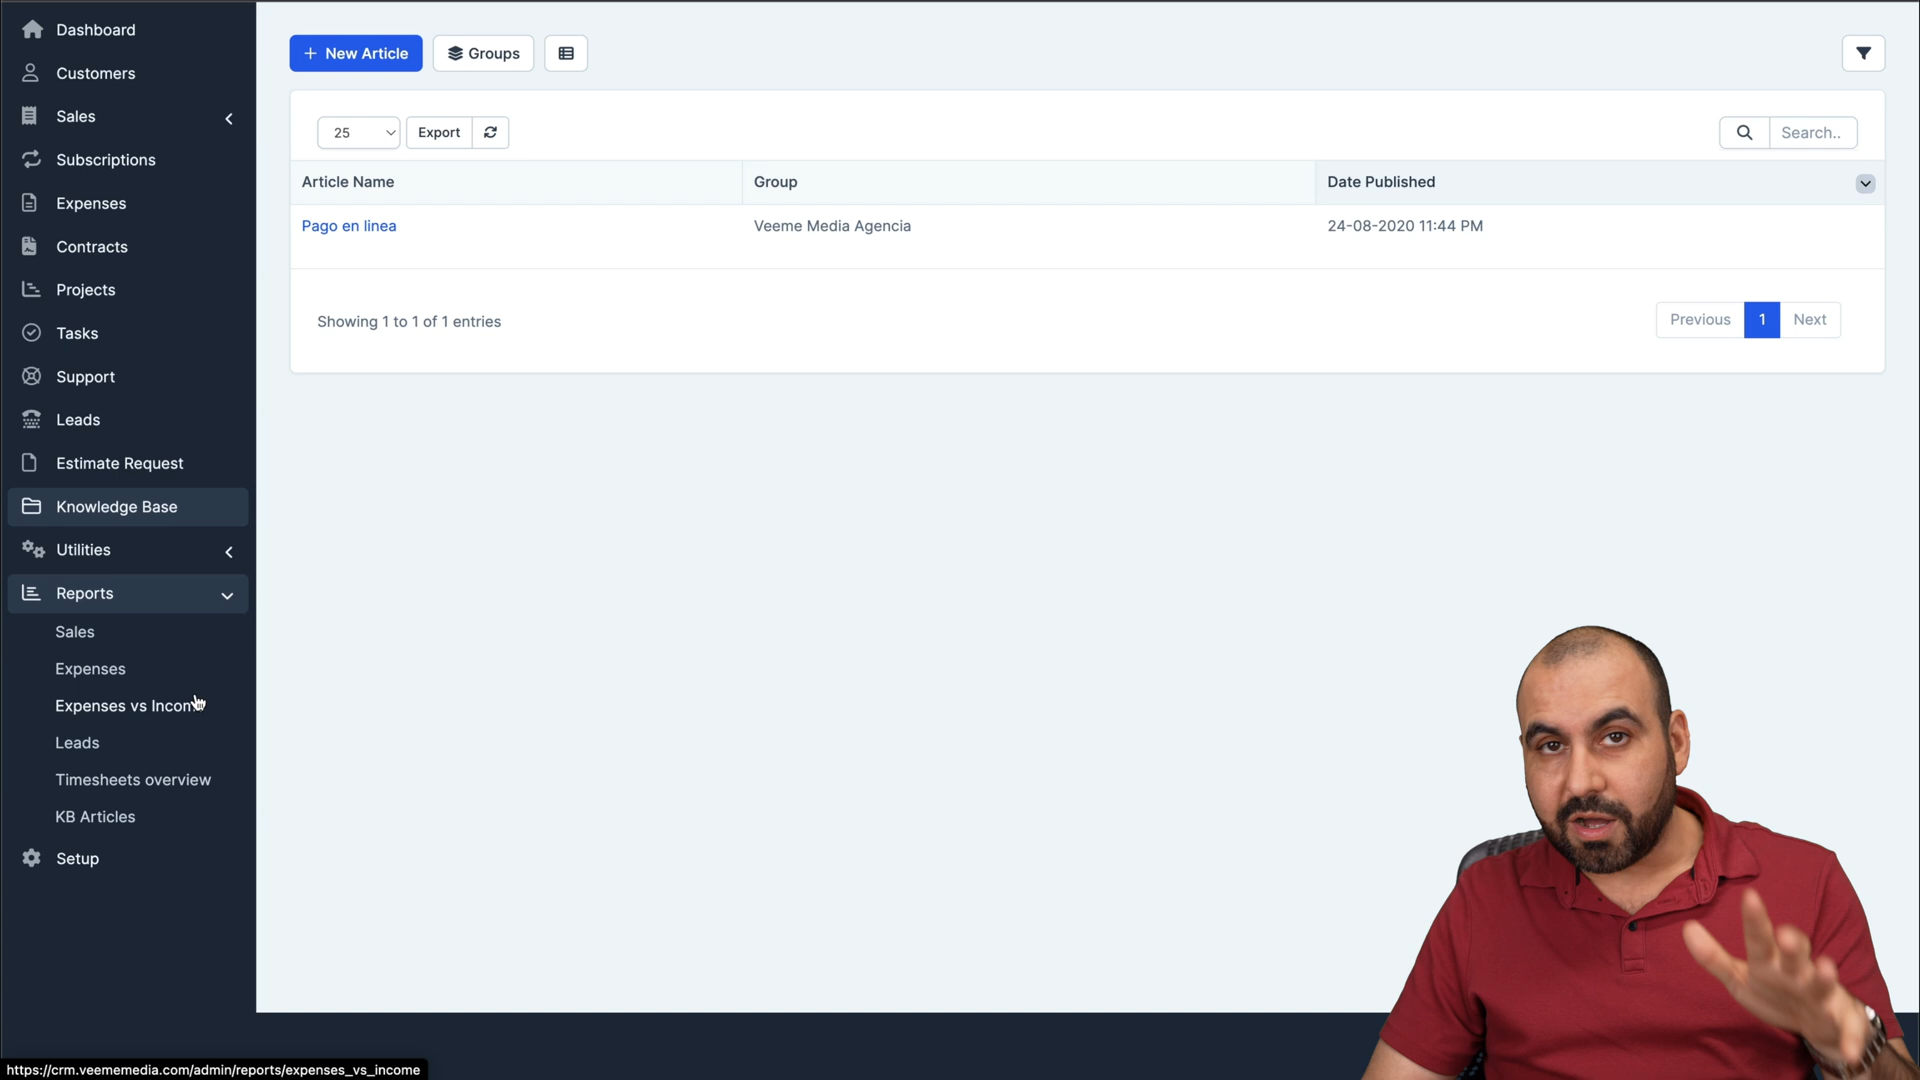 Dashboard
Customers
Sales
Subscriptions
Expenses
Contracts
Projects
Tasks
Support
Leads
Estimate Request
Knowledge Base
Utilities
Reports
Sales
Expenses
Expenses vs Incom
Leads
Timesheets overview
KB Articles
Setup
+ New Article
Groups
25
Export
Search..
Article Name Group Date Published
Pago en linea Veeme Media Agencia 24-08-2020 11:44 PM
Showing 1 to 1 of 1 entries
Previous 1 Next
https://crm.veememedia.com/admin/reports/expenses_vs_income